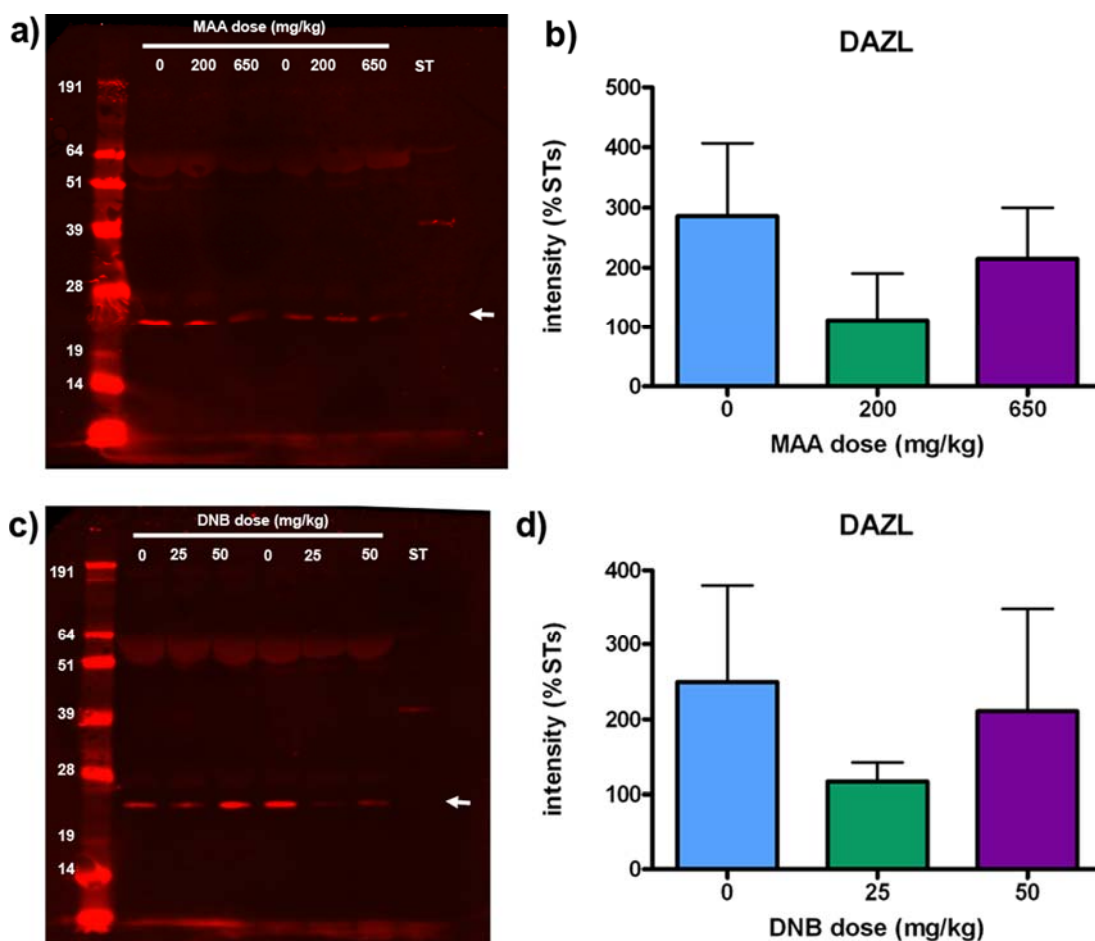 a)
MAA dose (mg/kg)
0 200 650 0 200 650 ST
191
64
51
39
28
19
14
b)
DAZL
500
400
300
200
100
0
intensity (%STs)
0 200 650
MAA dose (mg/kg)
c)
DNB dose (mg/kg)
0 25 50 0 25 50 ST
191
64
51
39
28
19
14
d)
DAZL
400
300
200
100
0
intensity (%STs)
0 25 50
DNB dose (mg/kg)